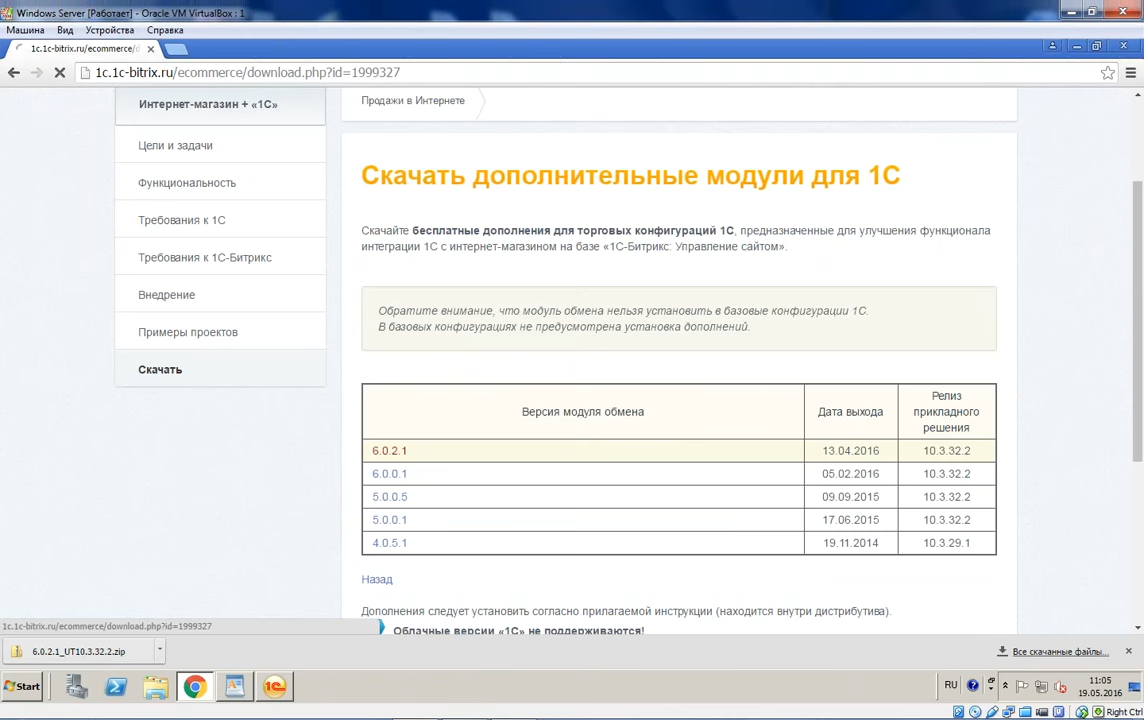 Windows Server [Работает] - Oracle VM VirtualBox : 1
Машина Вид Устройства Справка
1c.1c-bitrix.ru/ecommerce/d
1c.1c-bitrix.ru/ecommerce/download.php?id=1999327
Интернет-магазин + «1С»
Цели и задачи
Функциональность
Требования к 1С
Требования к 1С-Битрикс
Внедрение
Примеры проектов
Скачать
Продажи в Интернете
Скачать дополнительные модули для 1С
Скачайте бесплатные дополнения для торговых конфигураций 1С, предназначенные для улучшения функционала
интеграции 1С с интернет-магазином на базе «1С-Битрикс: Управление сайтом».
Обратите внимание, что модуль обмена нельзя установить в базовые конфигурации 1С.
В базовых конфигурациях не предусмотрена установка дополнений.
Версия модуля обмена Дата выхода Релиз
прикладного
решения
6.0.2.1 13.04.2016 10.3.32.2
6.0.0.1 05.02.2016 10.3.32.2
5.0.0.5 09.09.2015 10.3.32.2
5.0.0.1 17.06.2015 10.3.32.2
4.0.5.1 19.11.2014 10.3.29.1
Назад
Дополнения следует установить согласно прилагаемой инструкции (находится внутри дистрибутива).
Облачные версии «1С» не поддерживаются!
1c.1c-bitrix.ru/ecommerce/download.php?id=1999327
6.0.2.1_UT10.3.32.2.zip
Все скачанные файлы...
Start
RU
11:05
19.05.2016
Right Ctrl